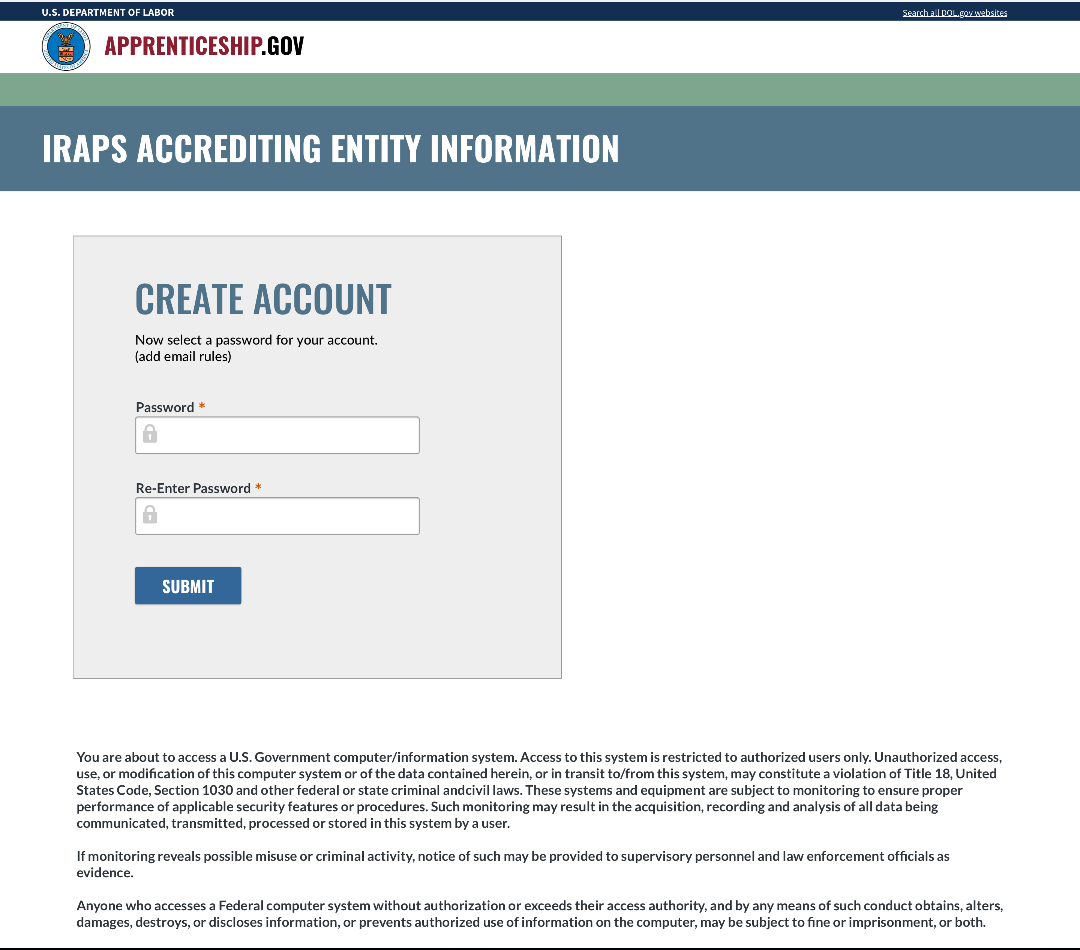 U.S. DEPARTMENT OF LABOR
Search all DOL.gov websites
APPRENTICESHIP.GOV
IRAPS ACCREDITING ENTITY INFORMATION
CREATE ACCOUNT
Now select a password for your account.
(add email rules)
Password *
Re-Enter Password *
SUBMIT
You are about to access a U.S. Government computer/information system. Access to this system is restricted to authorized users only. Unauthorized access,
use, or modification of this computer system or of the data contained herein, or in transit to/from this system, may constitute a violation of Title 18, United
States Code, Section 1030 and other federal or state criminal andcivil laws. These systems and equipment are subject to monitoring to ensure proper
performance of applicable security features or procedures. Such monitoring may result in the acquisition, recording and analysis of all data being
communicated, transmitted, processed or stored in this system by a user.
If monitoring reveals possible misuse or criminal activity, notice of such may be provided to supervisory personnel and law enforcement officials as
evidence.
Anyone who accesses a Federal computer system without authorization or exceeds their access authority, and by any means of such conduct obtains, alters,
damages, destroys, or discloses information, or prevents authorized use of information on the computer, may be subject to fine or imprisonment, or both.